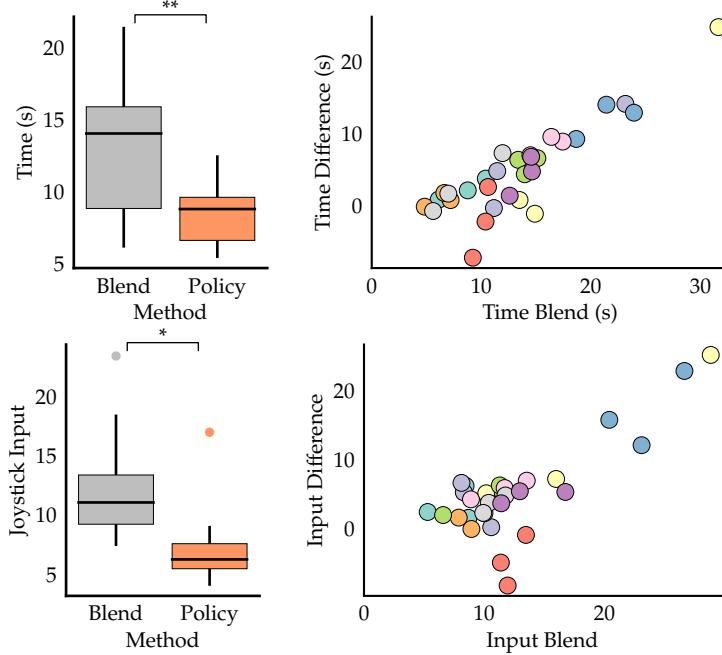 **
Time (s)
20
15
10
5
Blend Policy
Method
Time Difference (s)
20
10
0
0 10 20 30
Time Blend (s)
*
Joystick Input
20
15
10
5
Blend Policy
Method
Input Difference
20
10
0
0 10 20
Input Blend